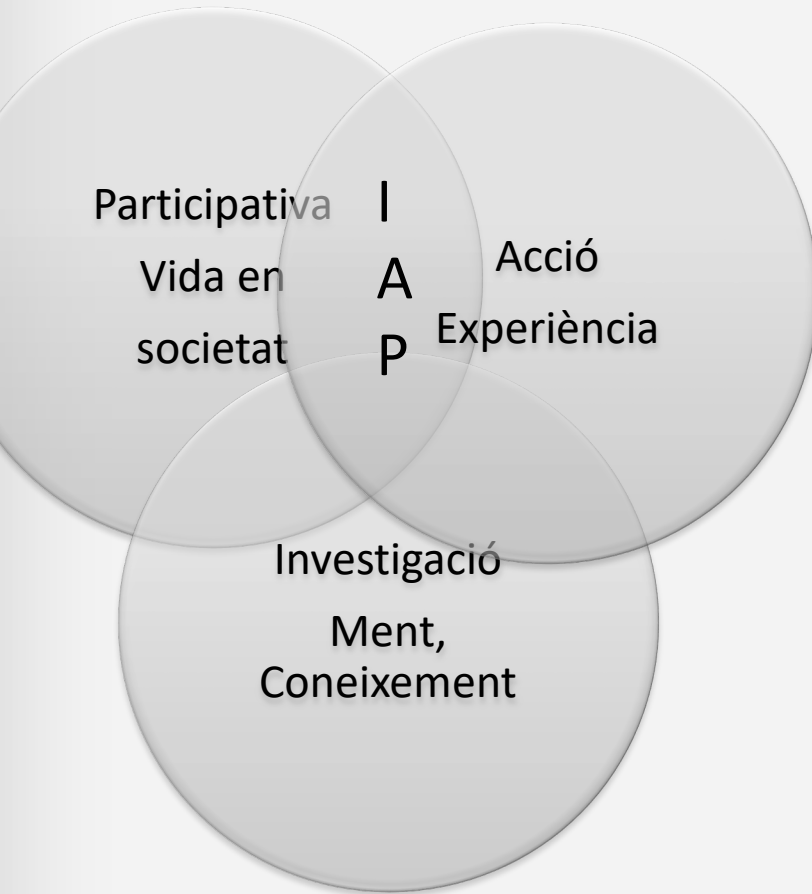 Participativa
Vida en
societat
I
A
P
Acció
Experiència
Investigació
Ment,
Coneixement